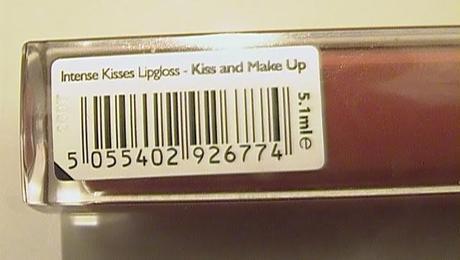 Intense Kisses Lipgloss - Kiss and Make Up
5.1ml e
5 055402 926774